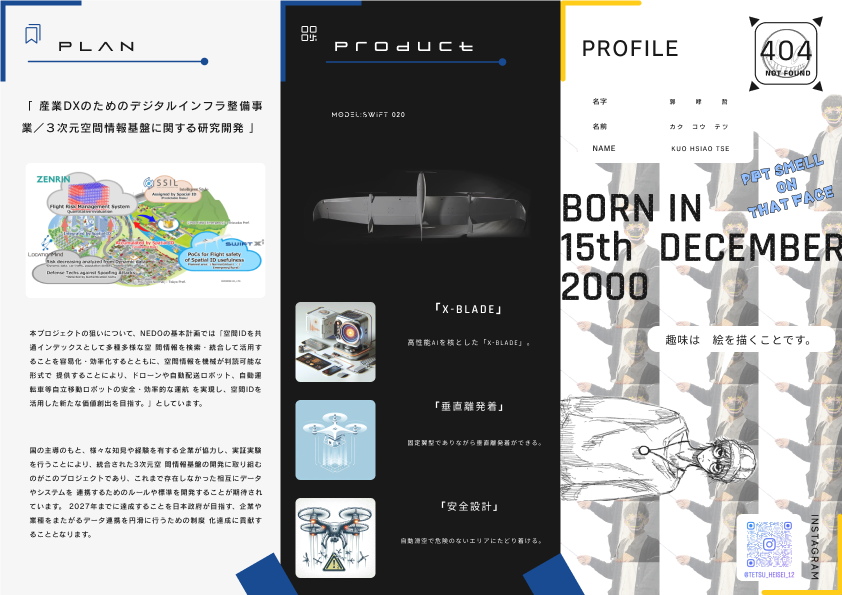 PLAN
「 産業DXのためのデジタルインフラ整備事
業／３次元空間情報基盤に関する研究開発 」
ZENRIN
SSIL
Assigned by Spatial ID
Flight Risk Management System
Quantitative evaluation
SWIFT X
PoCs for Flight safety
of Spatial ID usefulness
Risk decreasing analyzed from Dynamic data
Defense Techs against Spoofing Attacks
本プロジェクトの狙いについて、NEDOの基本計画では「空間IDを共
通インデックスとして多種多様な空 間情報を検索・統合して活用す
ることを容易化・効率化するとともに、空間情報を機械が判読可能な
形式で 提供することにより、ドローンや自動配送ロボット、自動運
転車等自立移動ロボットの安全・効率的な運航 を実現し、空間IDを
活用した新たな価値創出を目指す。」としています。
国の主導のもと、様々な知見や経験を有する企業が協力し、実証実験
を行うことにより、統合された3次元空 間情報基盤の開発に取り組む
のがこのプロジェクトであり、これまで存在しなかった相互にデータ
やシステムを 連携するためのルールや標準を開発することが期待され
ています。 2027年までに達成することを日本政府が目指す、企業や
業種をまたがるデータ連携を円滑に行うための制度 化達成に貢献す
ることとなります。
Product
MODEL:SWIFT 020
「X-BLADE」
高性能AIを核とした「X-BLADE」。
「垂直離発着」
固定翼型でありながら垂直離発着ができる。
「安全設計」
自動滑空で危険のないエリアにたどり着ける。
PROFILE
404
NOT FOUND
名字 郭 峰 哲
名前 カク コウ テツ
NAME KUO HSIAO TSE
PPT SMELL
ON
THAT FACE
BORN IN
15th DECEMBER
2000
趣味は 絵を描くことです。
INSTAGRAM
@TETSU_HEISEI_12